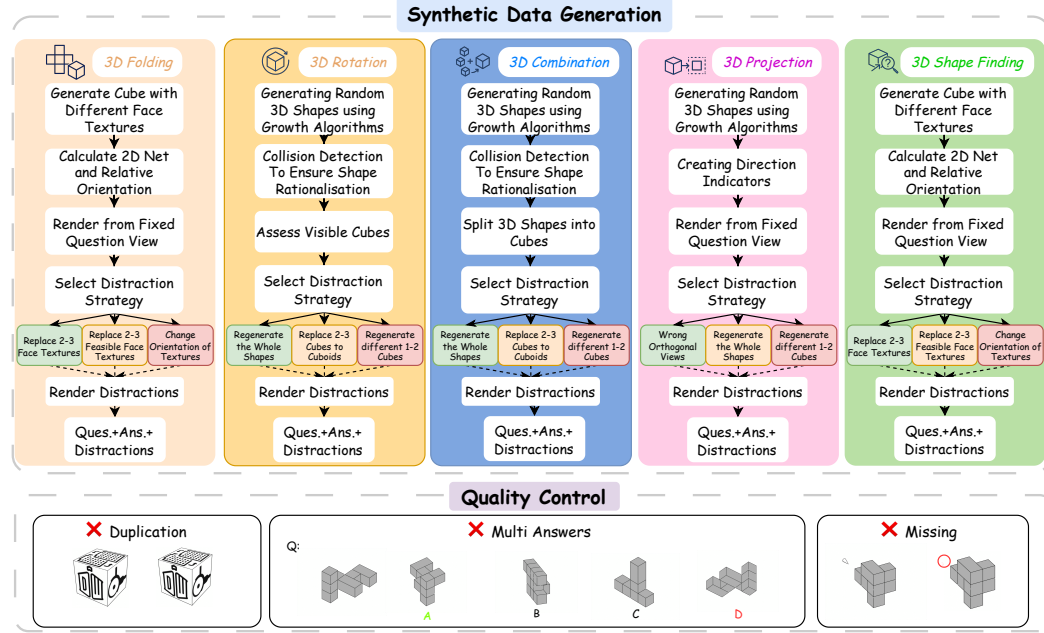 Synthetic Data Generation
3D Folding
Generate Cube with
Different Face
Textures
Calculate 2D Net
and Relative
Orientation
Render from Fixed
Question View
Select Distraction
Strategy
Replace 2-3
Face Textures
Replace 2-3
Feasible Face
Textures
Change
Orientation of
Textures
Render Distractions
Ques.+Ans.+
Distractions
3D Rotation
Generating Random
3D Shapes using
Growth Algorithms
Collision Detection
To Ensure Shape
Rationalisation
Assess Visible Cubes
Select Distraction
Strategy
Regenerate
the Whole
Shapes
Replace 2-3
Cubes to
Cuboids
Regenerate
different 1-2
Cubes
Render Distractions
Ques.+Ans.+
Distractions
3D Combination
Generating Random
3D Shapes using
Growth Algorithms
Collision Detection
To Ensure Shape
Rationalisation
Split 3D Shapes into
Cubes
Select Distraction
Strategy
Regenerate
the Whole
Shapes
Replace 2-3
Cubes to
Cuboids
Regenerate
different 1-2
Cubes
Render Distractions
Ques.+Ans.+
Distractions
3D Projection
Generating Random
3D Shapes using
Growth Algorithms
Creating Direction
Indicators
Render from Fixed
Question View
Select Distraction
Strategy
Wrong
Orthogonal
Views
Regenerate
the Whole
Shapes
Regenerate
different 1-2
Cubes
Render Distractions
Ques.+Ans.+
Distractions
3D Shape Finding
Generate Cube with
Different Face
Textures
Calculate 2D Net
and Relative
Orientation
Render from Fixed
Question View
Select Distraction
Strategy
Replace 2-3
Face Textures
Replace 2-3
Feasible Face
Textures
Change
Orientation of
Textures
Render Distractions
Ques.+Ans.+
Distractions
Quality Control
Duplication
Multi Answers
Q:
A
B
C
D
Missing